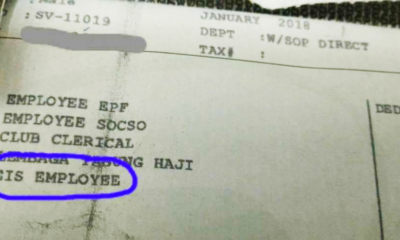 : Male
: SV-11019
JANUARY 2018
DEPT :W/SOP DIRECT
TAX# :
EMPLOYEE EPF
EMPLOYEE SOCSO
CLUB CLERICAL
LEMBAGA TABUNG HAJI
EIS EMPLOYEE
DED